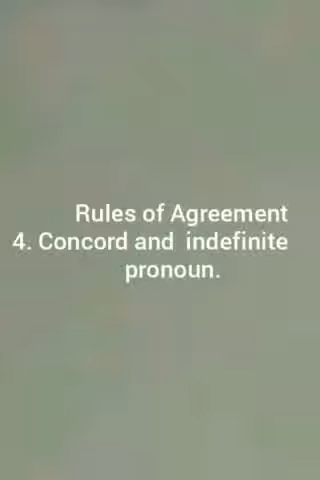 Rules of Agreement
4. Concord and indefinite
pronoun.